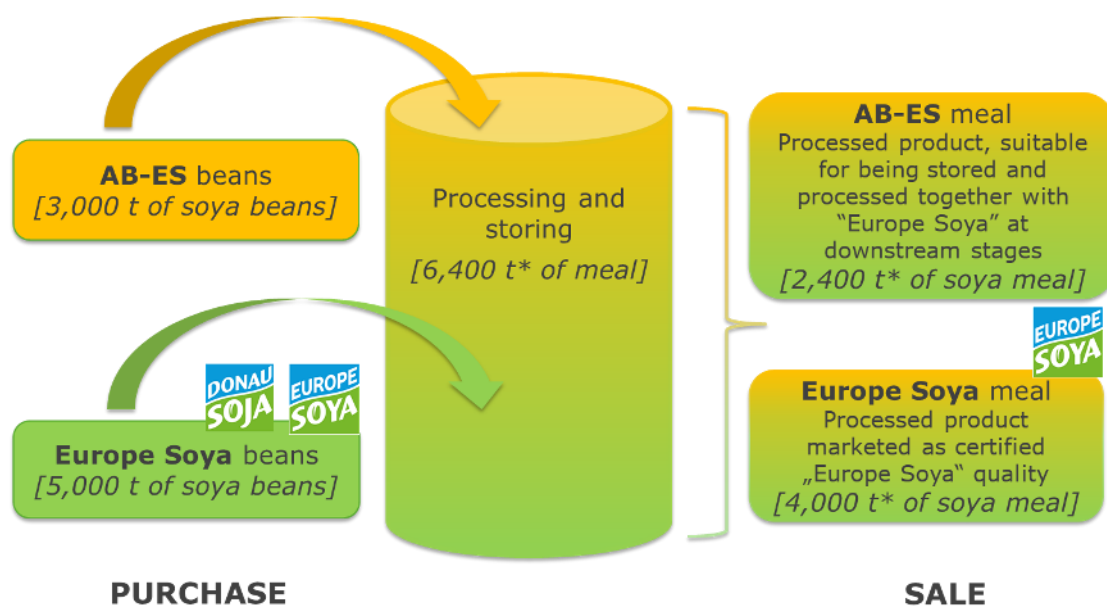 AB-ES beans
[3,000 t of soya beans]
DONAU
SOJA
EUROPE
SOYA
Europe Soya beans
[5,000 t of soya beans]
PURCHASE
Processing and
storing
[6,400 t* of meal]
AB-ES meal
Processed product, suitable
for being stored and
processed together with
“Europe Soya” at
downstream stages
[2,400 t* of soya meal]
EUROPE
SOYA
Europe Soya meal
Processed product
marketed as certified
„Europe Soya“ quality
[4,000 t* of soya meal]
SALE